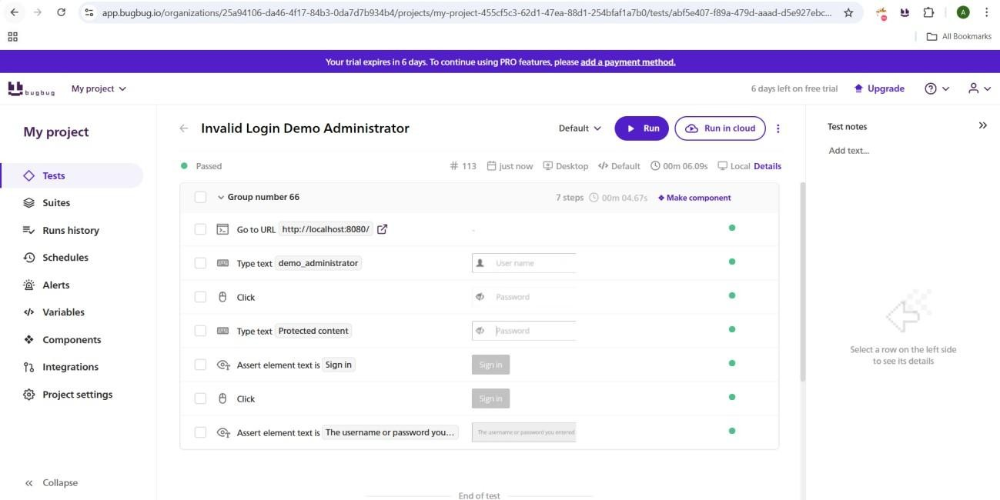 app.bugbug.io/organizations/25a94106-da46-4f17-84b3-0da7d7b934b4/projects/my-project-455cf5c3-62d1-47ea-88d1-254bfaf1a7b0/tests/abf5e407-f89a-479d-aaad-d5e927ebc...
A
All Bookmarks
Your trial expires in 6 days. To continue using PRO features, please add a payment method.
bugbug My project 6 days left on free trial Upgrade
My project
Tests
Suites
Runs history
Schedules
Alerts
Variables
Components
Integrations
Project settings
Collapse
Invalid Login Demo Administrator Default Run Run in cloud
Passed # 113 just now Desktop Default 00m 06.09s Local Details
Group number 66 7 steps 00m 04.67s Make component
Go to URL http://localhost:8080/ -
Type text demo_administrator User name
Click Password
Type text Protected content Password
Assert element text is Sign in Sign in
Click Sign in
Assert element text is The username or password you... The username or password you entered
End of test
Test notes
Add text...
Select a row on the left side
to see its details